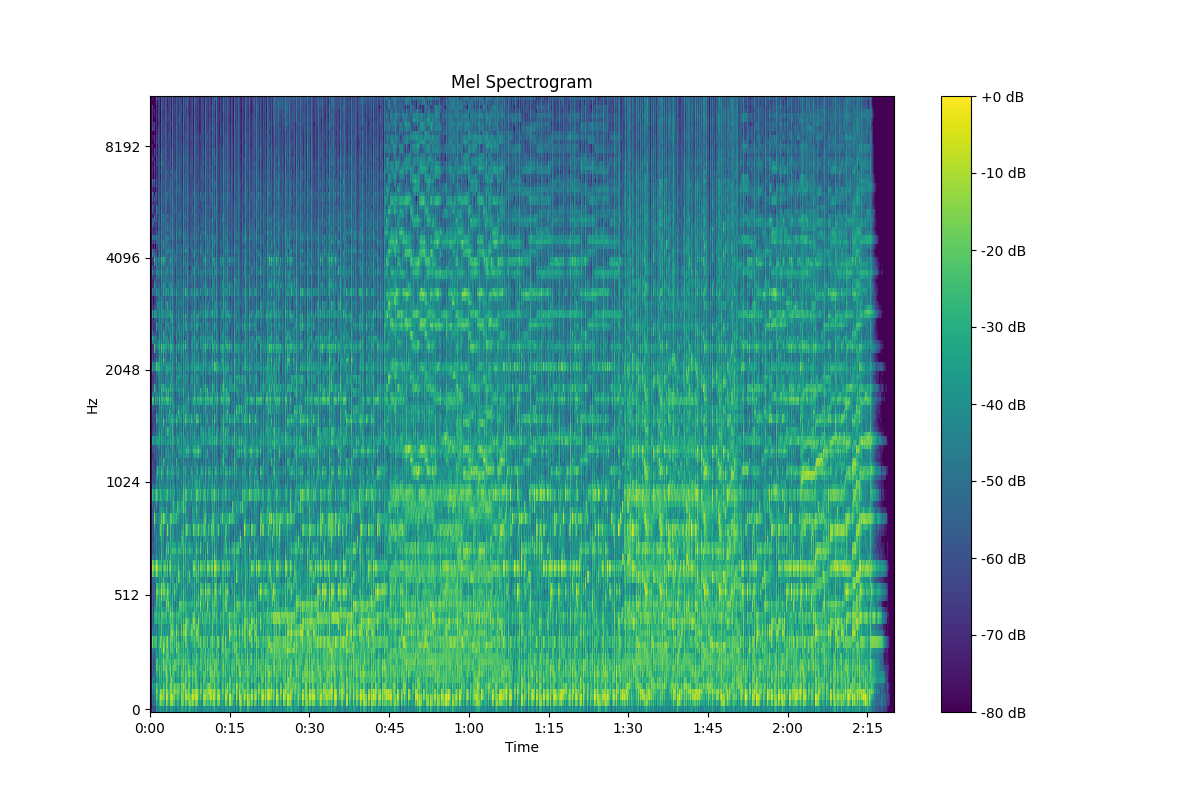 Mel Spectrogram
+0 dB
8192
-10 dB
-20 dB
4096
-30 dB
2048
-40 dB
Hz
1024
-50 dB
-60 dB
512
-70 dB
0
-80 dB
0:00 0:15 0:30 0:45 1:00 1:15 1:30 1:45 2:00 2:15
Time